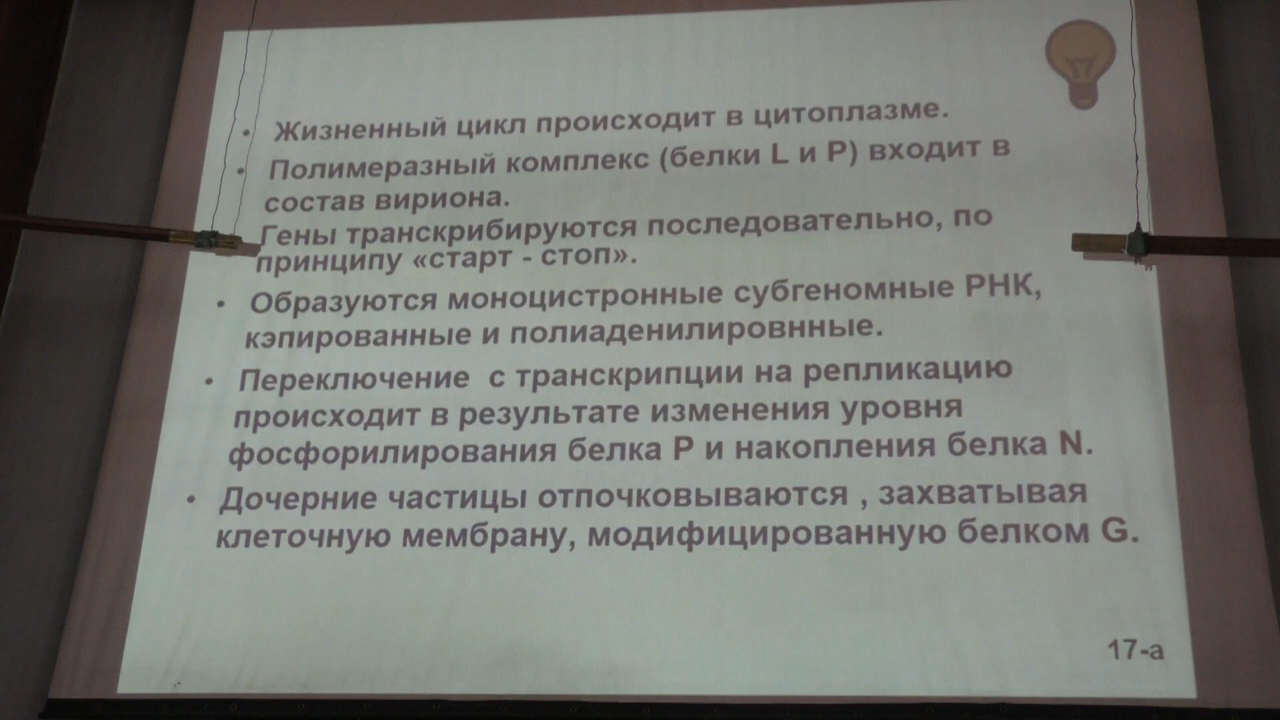 • Жизненный цикл происходит в цитоплазме.
• Полимеразный комплекс (белки L и P) входит в
состав вириона.
Гены транскрибируются последовательно, по
принципу «старт - стоп».
• Образуются моноцистронные субгеномные РНК,
кэпированные и полиаденилировнные.
• Переключение с транскрипции на репликацию
происходит в результате изменения уровня
фосфорилирования белка P и накопления белка N.
• Дочерние частицы отпочковываются , захватывая
клеточную мембрану, модифицированную белком G.
17-а